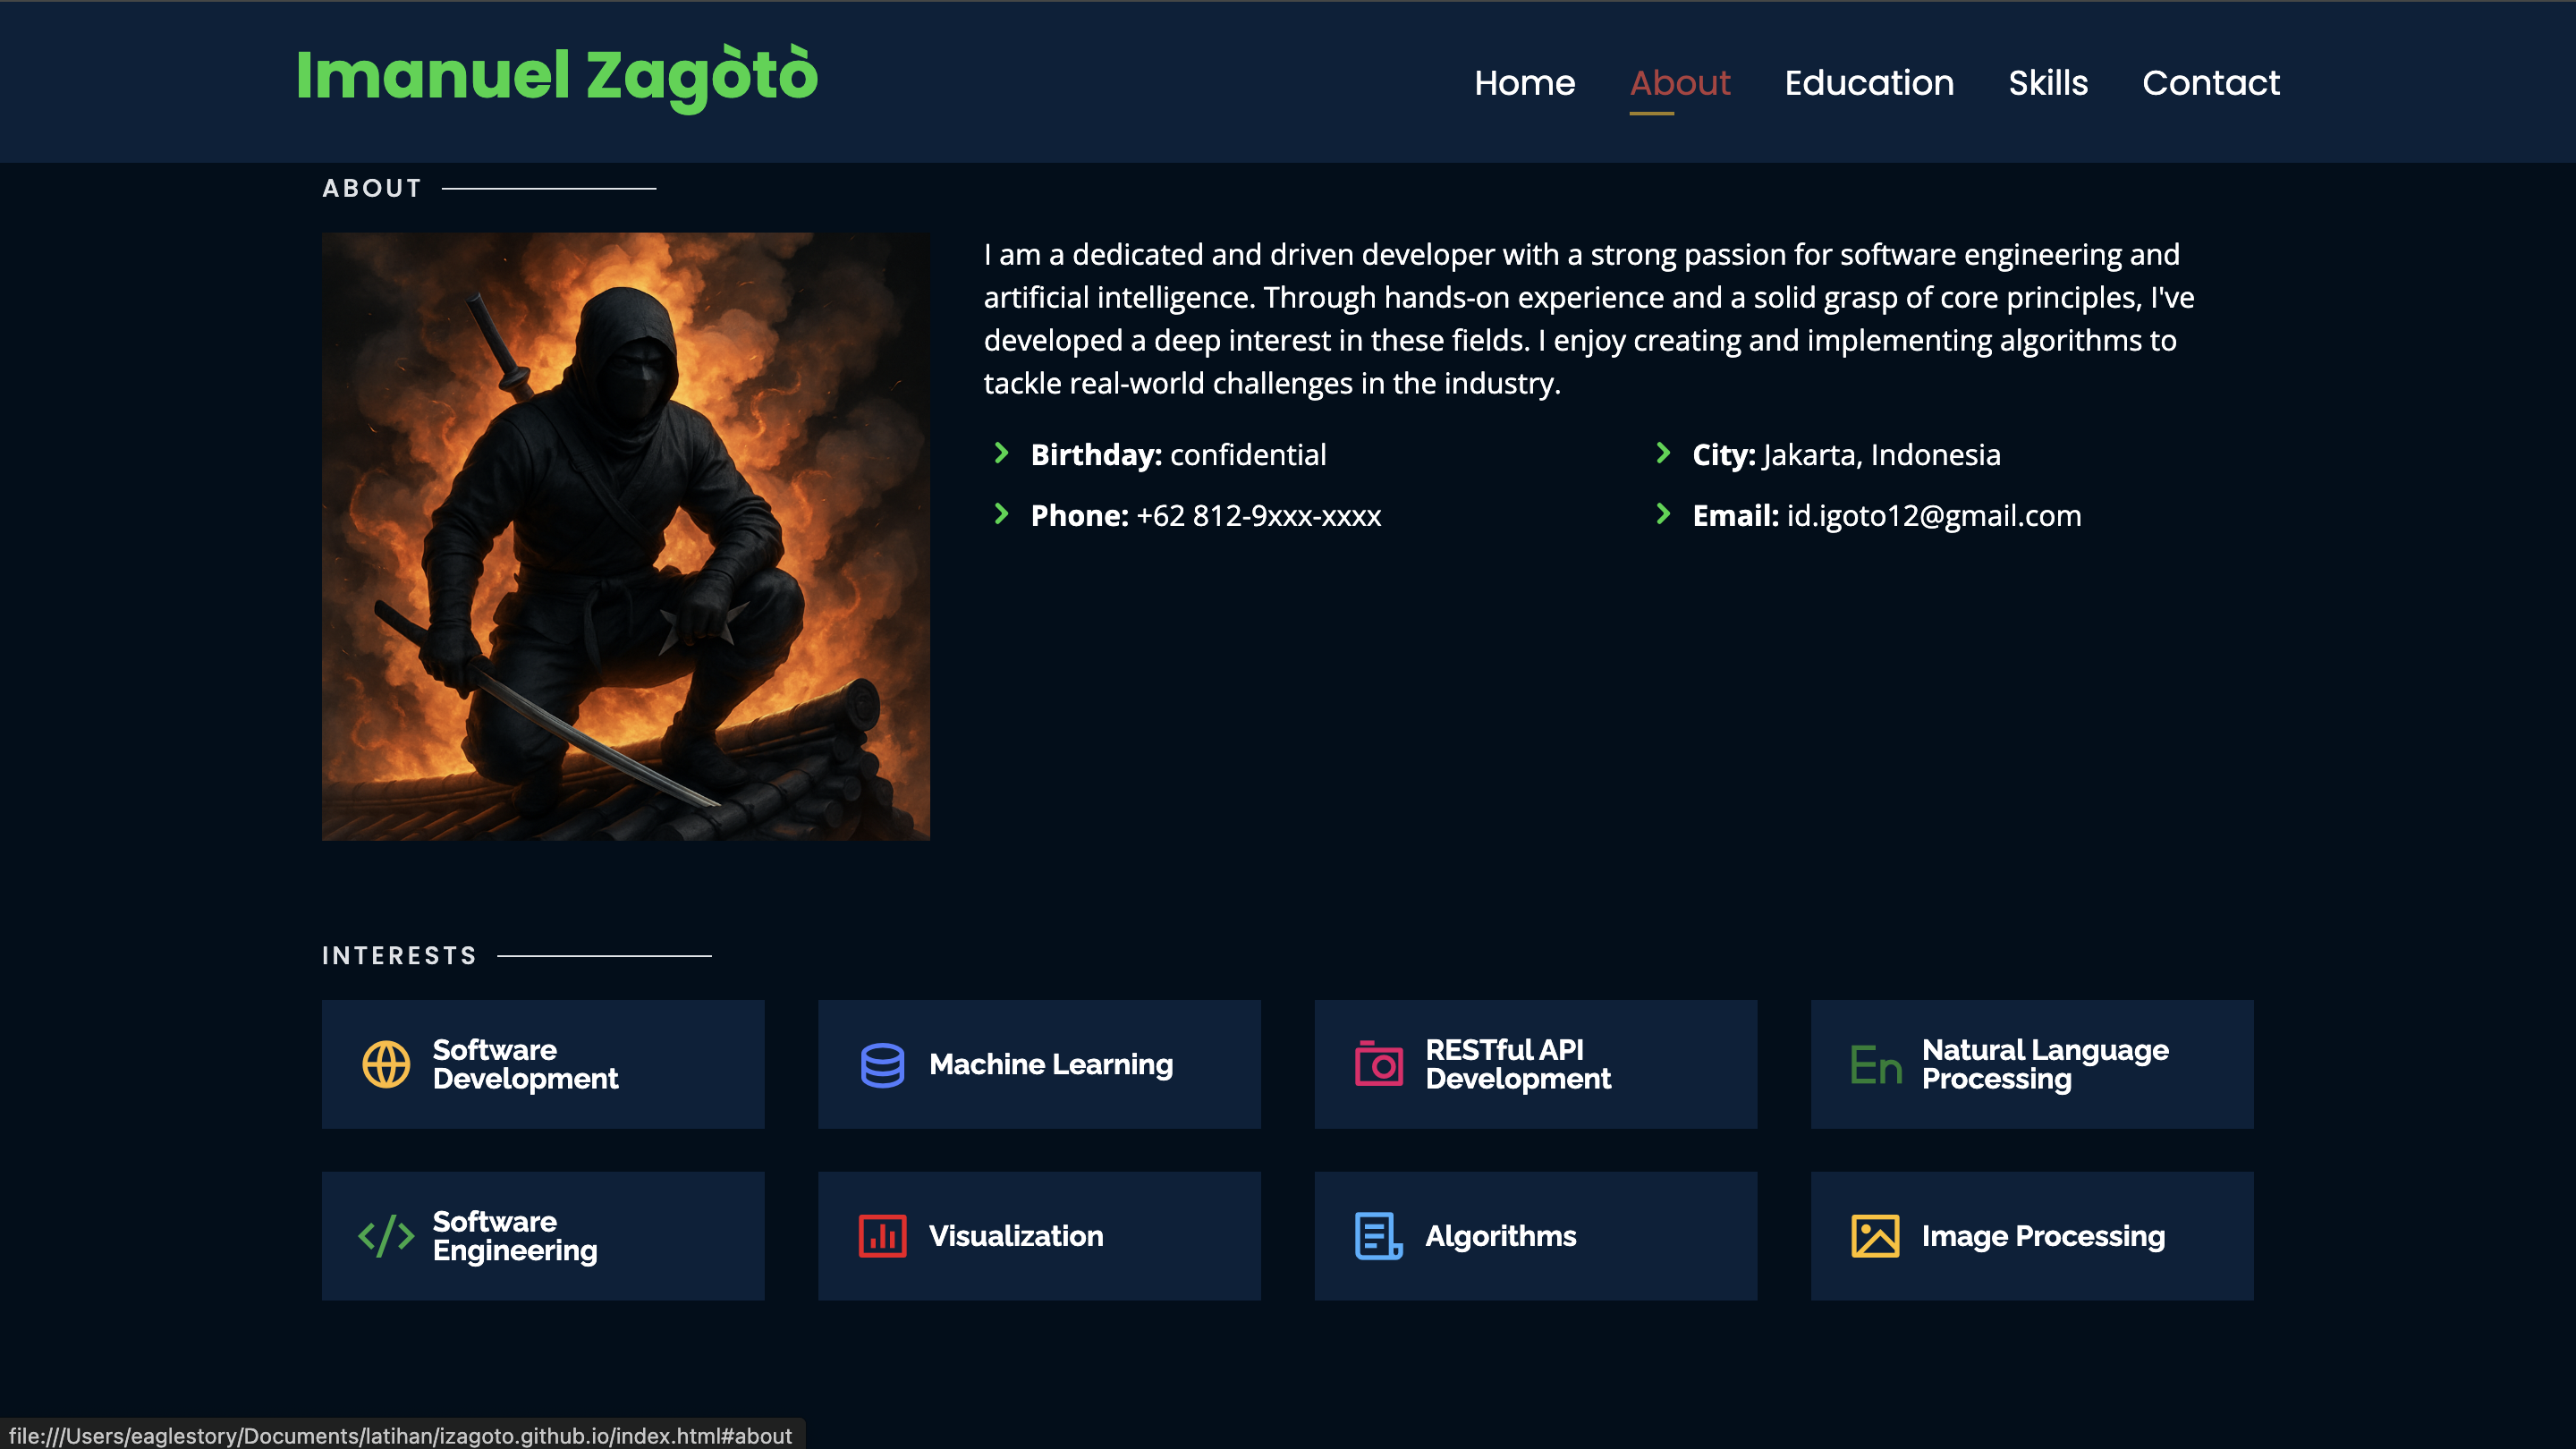 Imanuel Zagòtò
Home About Education Skills Contact
ABOUT
I am a dedicated and driven developer with a strong passion for software engineering and
artificial intelligence. Through hands-on experience and a solid grasp of core principles, I've
developed a deep interest in these fields. I enjoy creating and implementing algorithms to
tackle real-world challenges in the industry.
Birthday: confidential
City: Jakarta, Indonesia
Phone: +62 812-9xxx-xxxx
Email: id.igoto12@gmail.com
INTERESTS
Software
Development
Machine Learning
RESTful API
Development
En
Natural Language
Processing
</>
Software
Engineering
Visualization
Algorithms
Image Processing
file:///Users/eaglestory/Documents/latihan/izagoto.github.io/index.html#about